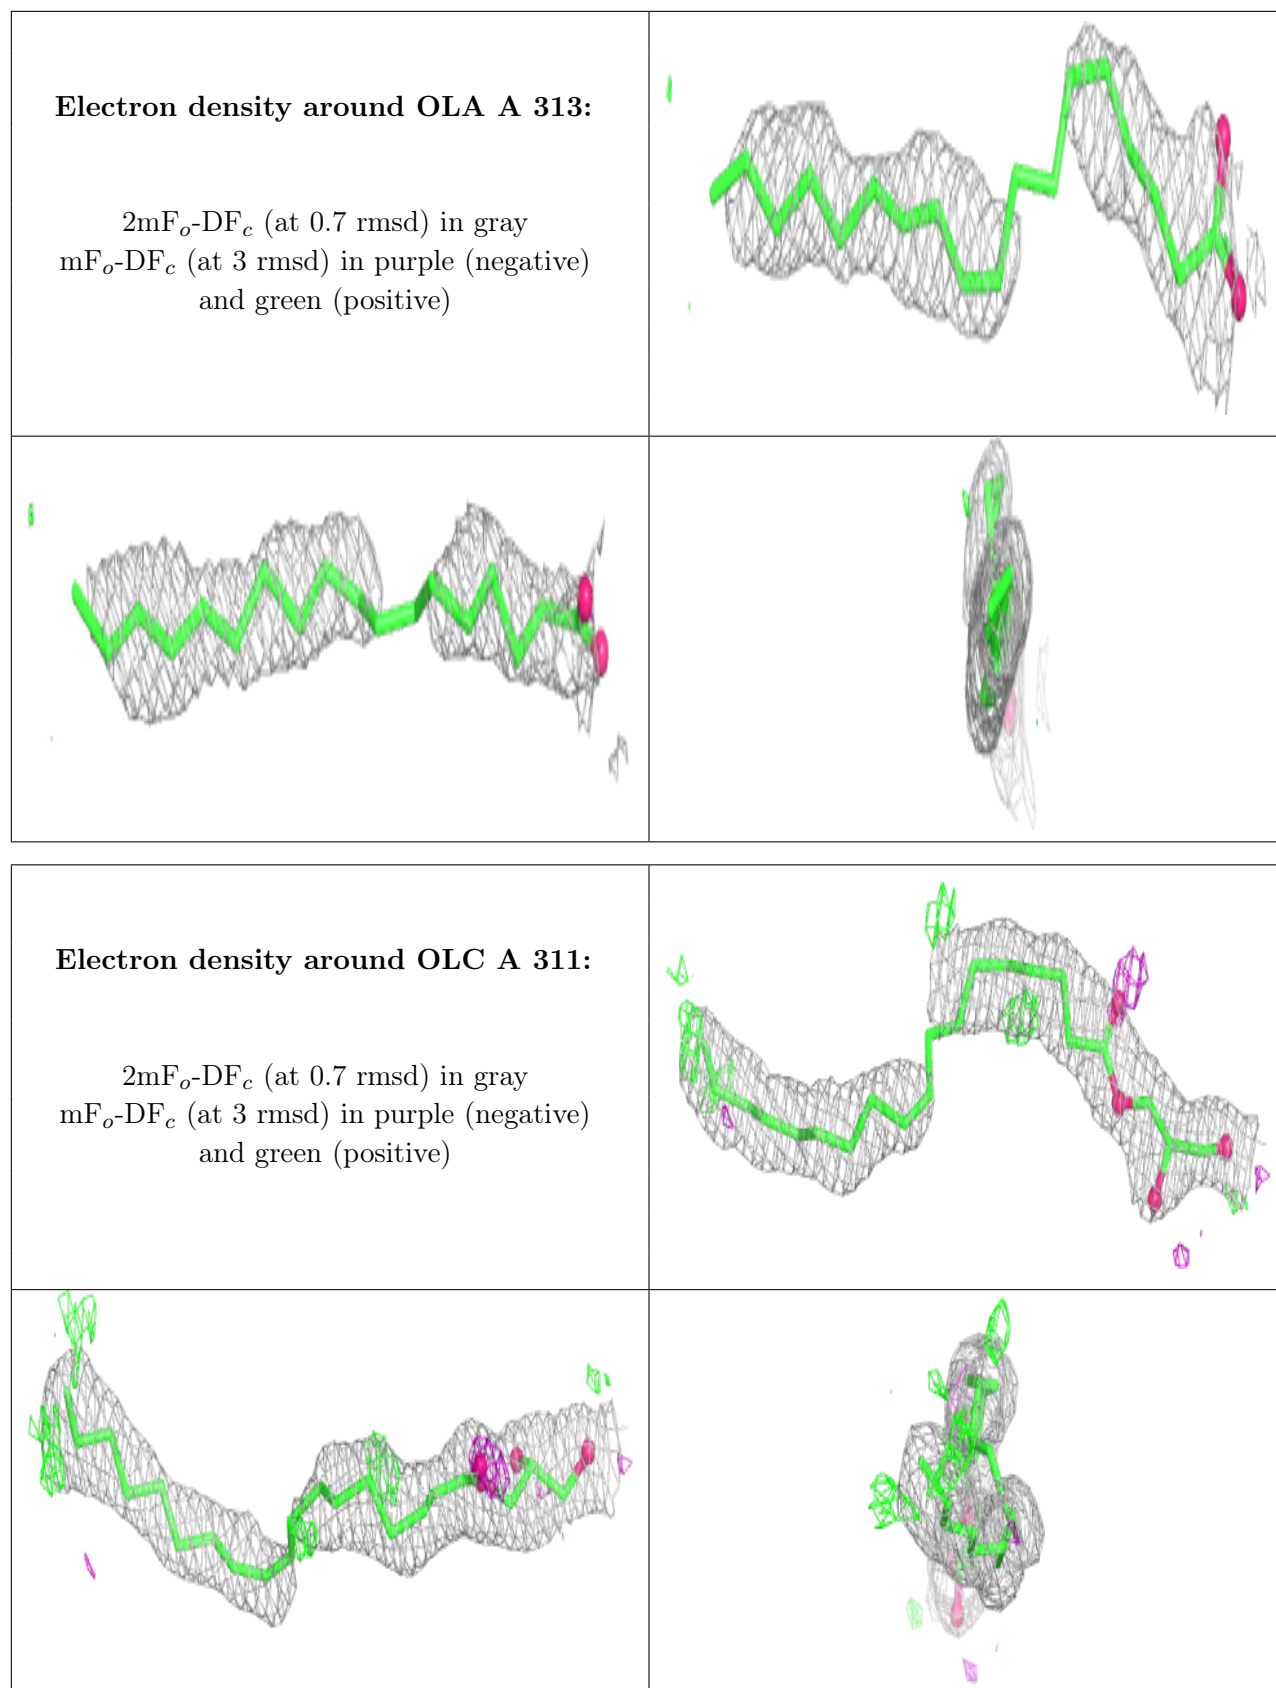 Electron density around OLA A 313:
2mFo-DFc (at 0.7 rmsd) in gray
mFo-DFc (at 3 rmsd) in purple (negative)
and green (positive)
Electron density around OLC A 311:
2mFo-DFc (at 0.7 rmsd) in gray
mFo-DFc (at 3 rmsd) in purple (negative)
and green (positive)